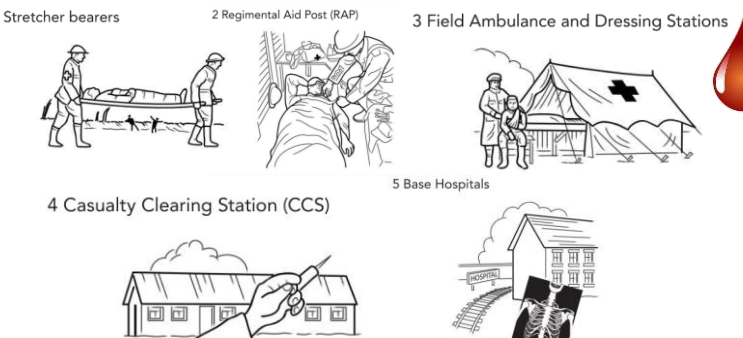 Stretcher bearers
2 Regimental Aid Post (RAP)
3 Field Ambulance and Dressing Stations
4 Casualty Clearing Station (CCS)
5 Base Hospitals
HOSPITAL